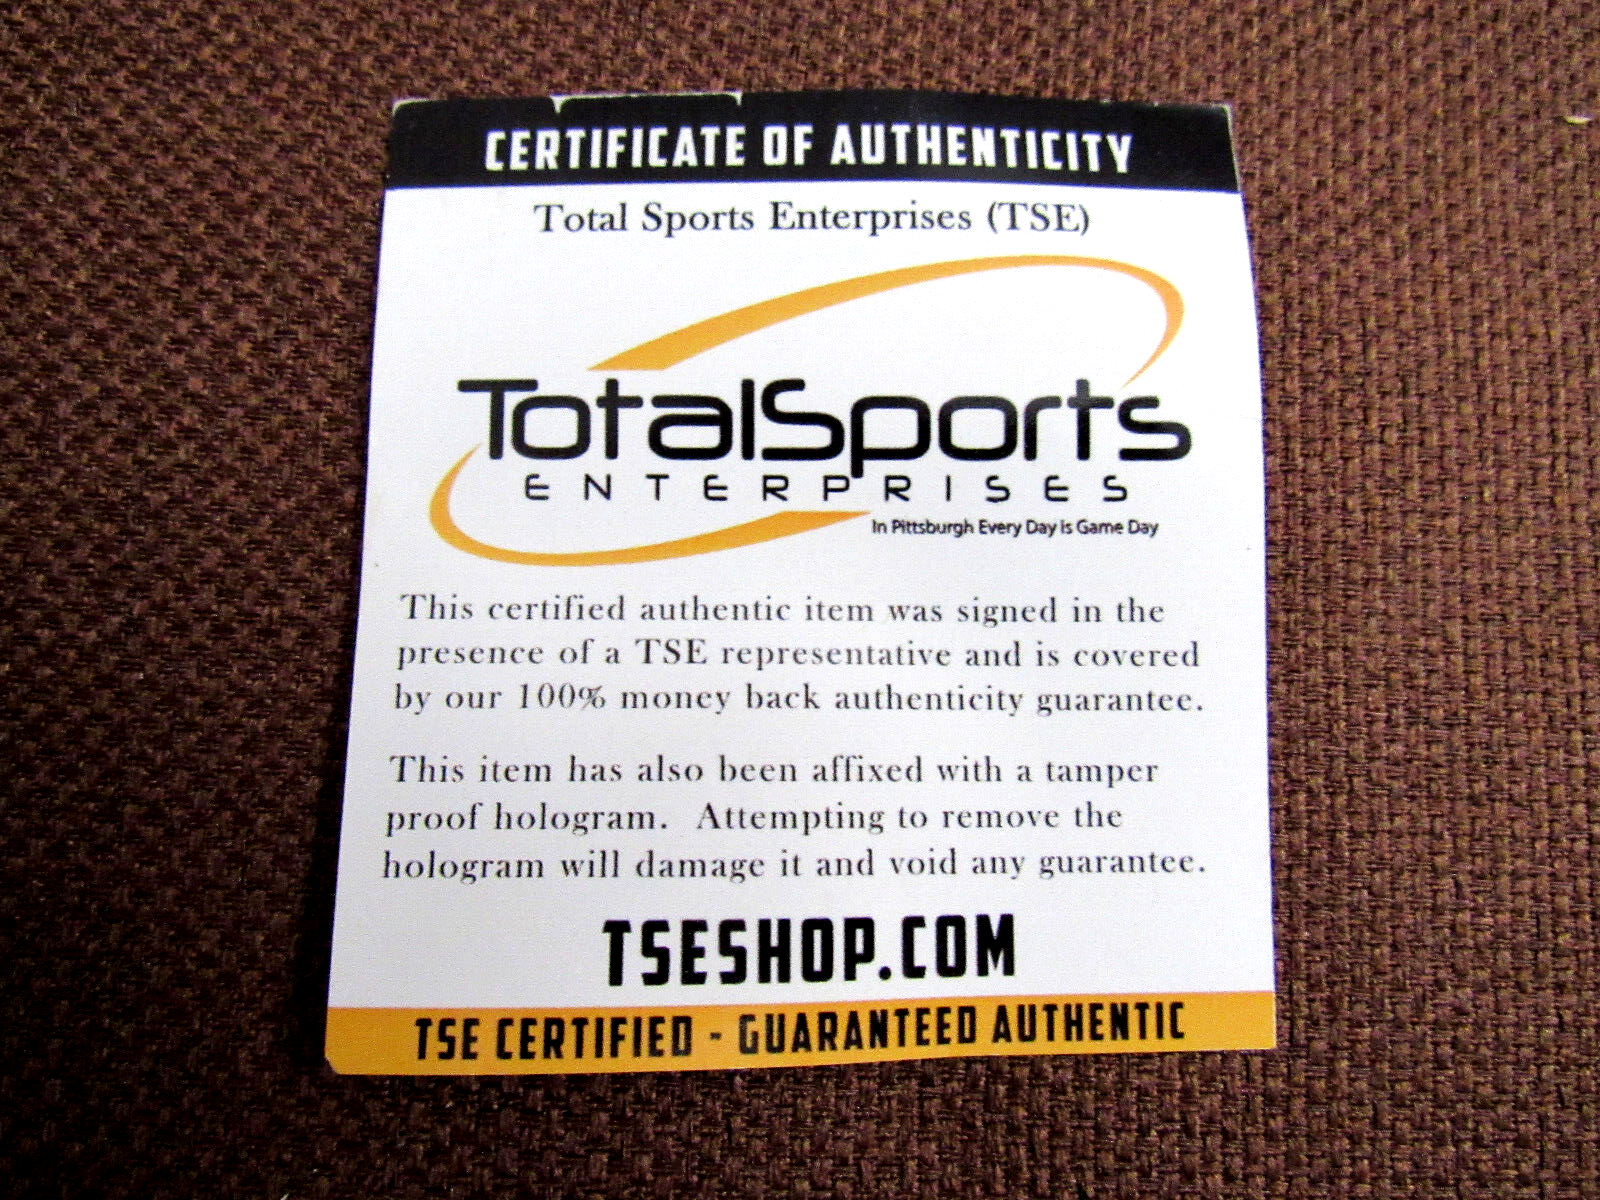 CERTIFICATE OF AUTHENTICITY
Total Sports Enterprises (TSE)
TotalSports
ENTERPRISES
In Pittsburgh Every Day is Game Day
This certified authentic item was signed in the
presence of a TSE representative and is covered
by our 100% money back authenticity guarantee.
This item has also been affixed with a tamper
proof hologram. Attempting to remove the
hologram will damage it and void any guarantee.
TSESHOP.COM
TSE CERTIFIED - GUARANTEED AUTHENTIC